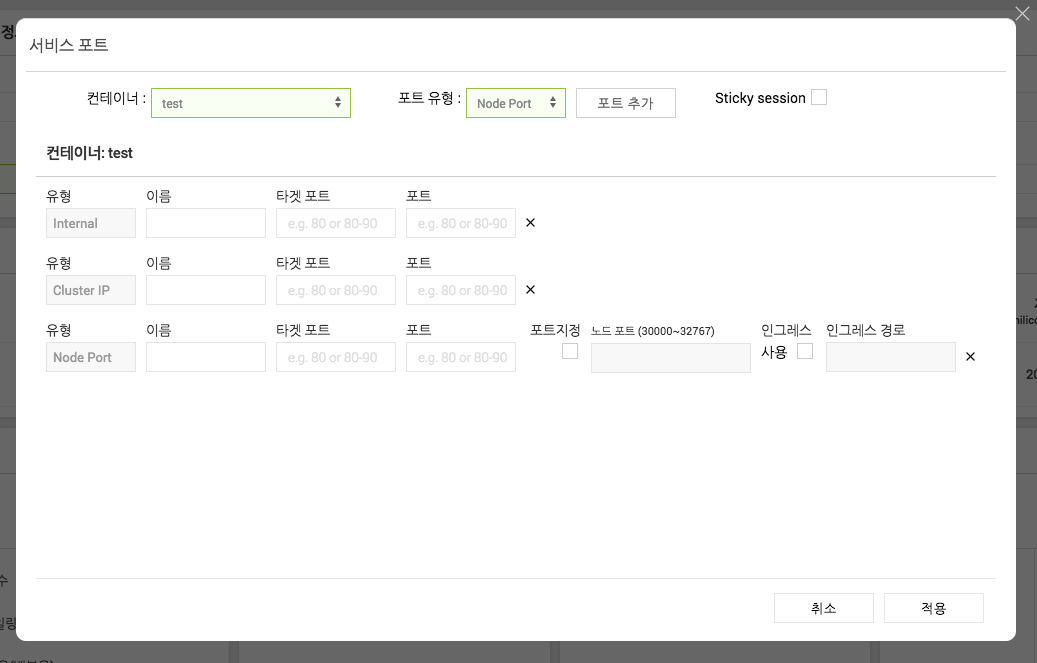 서비스 포트
컨테이너 : test 포트 유형 : Node Port 포트 추가 Sticky session
컨테이너: test
유형 이름 타겟 포트 포트
Internal e.g. 80 or 80-90 e.g. 80 or 80-90 ×
유형 이름 타겟 포트 포트
Cluster IP e.g. 80 or 80-90 e.g. 80 or 80-90 ×
유형 이름 타겟 포트 포트 포트지정 노드 포트 (30000~32767) 인그레스 인그레스 경로
Node Port e.g. 80 or 80-90 e.g. 80 or 80-90 사용 ×
취소 적용